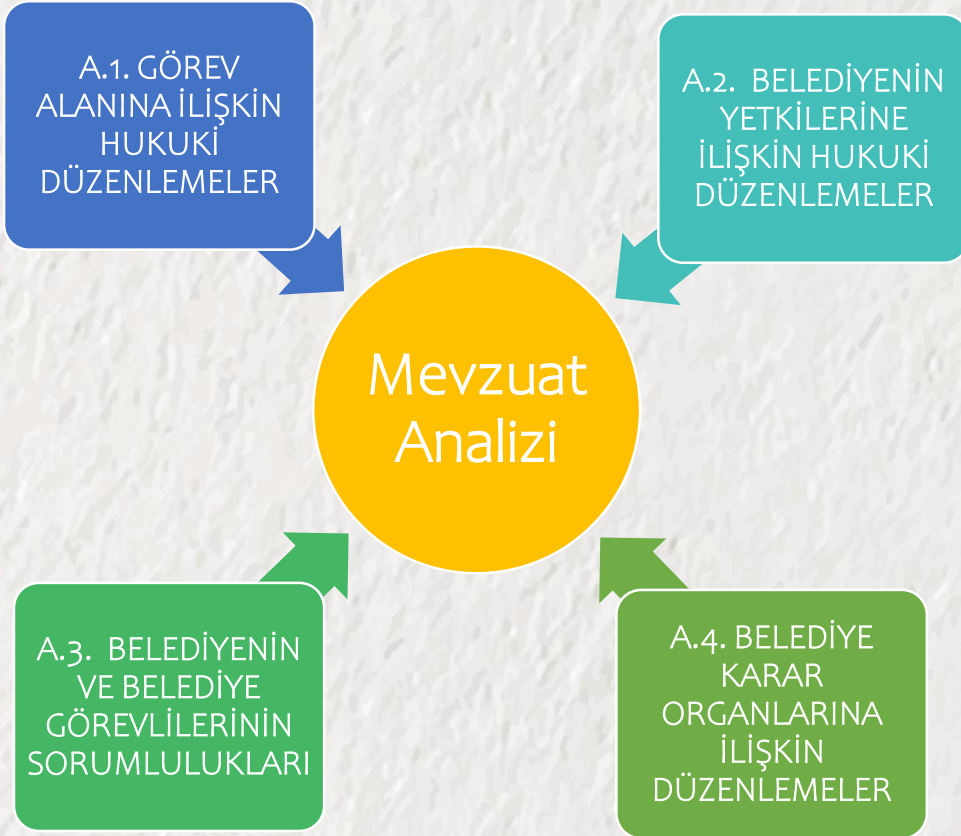 A.1. GÖREV
ALANINA İLİŞKİN
HUKUKİ
DÜZENLEMELER
A.2. BELEDİYENİN
YETKİLERİNE
İLİŞKİN HUKUKİ
DÜZENLEMELER
Mevzuat
Analizi
A.3. BELEDİYENİN
VE BELEDİYE
GÖREVLİLERİNİN
SORUMLULUKLARI
A.4. BELEDİYE
KARAR
ORGANLARINA
İLİŞKİN
DÜZENLEMELER